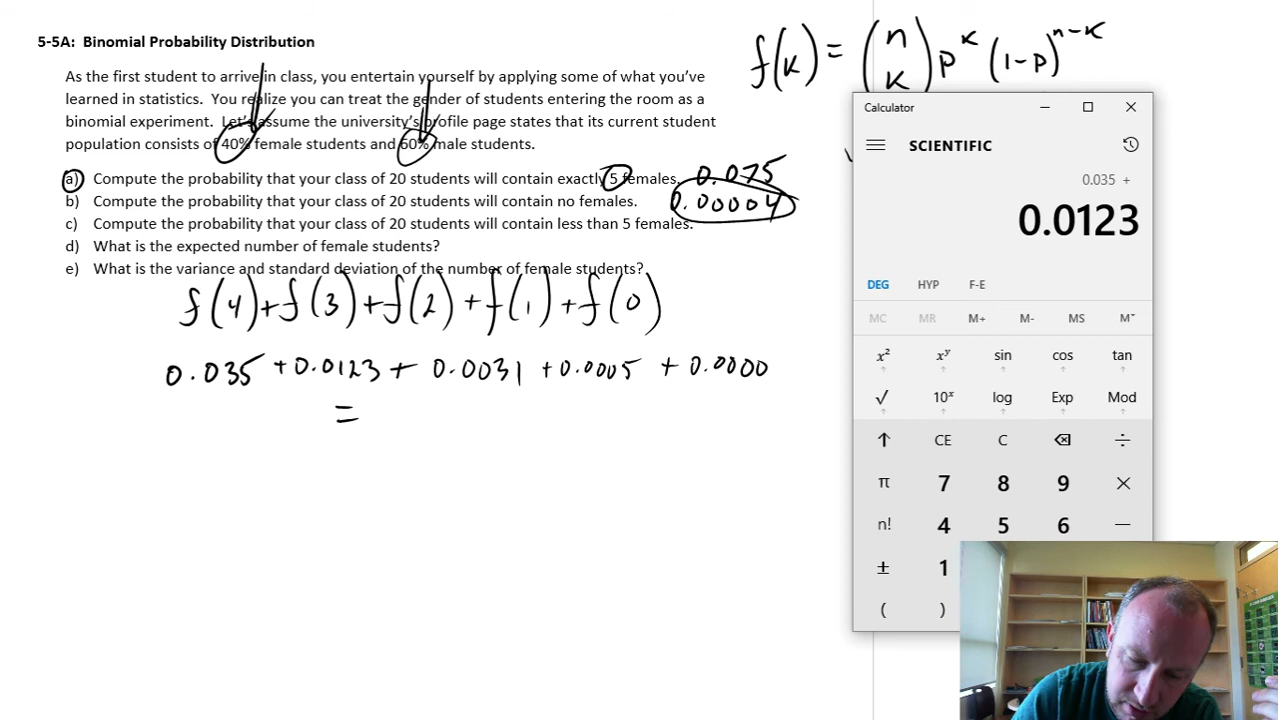 5-5A: Binomial Probability Distribution
f(k) = (n k) p^k (1-p)^n-k
As the first student to arrive in class, you entertain yourself by applying some of what you've
learned in statistics. You realize you can treat the gender of students entering the room as a
binomial experiment. Let's assume the university's profile page states that its current student
population consists of 40% female students and 60% male students.
a) Compute the probability that your class of 20 students will contain exactly 5 females. 0.075
b) Compute the probability that your class of 20 students will contain no females. 0.00004
c) Compute the probability that your class of 20 students will contain less than 5 females.
d) What is the expected number of female students?
e) What is the variance and standard deviation of the number of female students?
f(4)+f(3)+f(2)+f(1)+f(0)
0.035 + 0.0123 + 0.0031 + 0.0005 + 0.0000
=
Calculator
SCIENTIFIC
0.035 +
0.0123
DEG HYP F-E
MC MR M+ M- MS M˅
x² xʸ sin cos tan
√ 10ˣ log Exp Mod
↑ CE C ⌫ ÷
π 7 8 9 ×
n! 4 5 6 −
± 1
( )